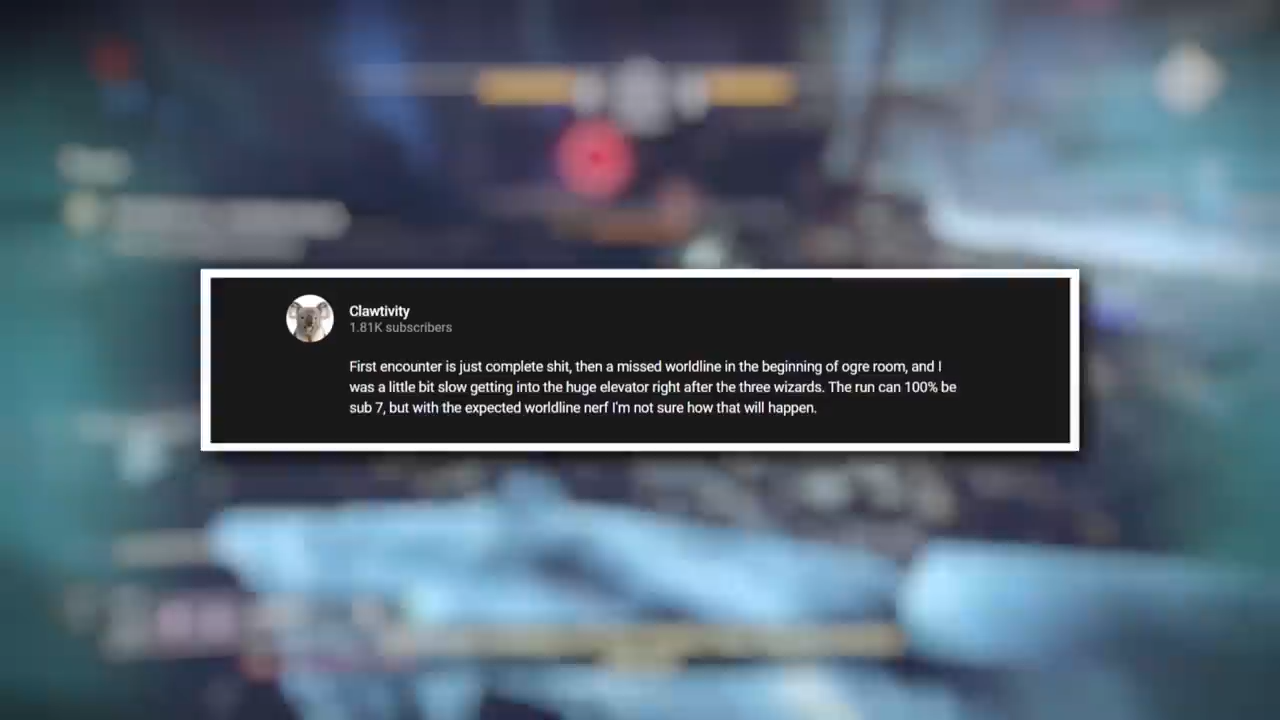 Clawtivity
1.81K subscribers
First encounter is just complete shit, then a missed worldline in the beginning of ogre room, and I
was a little bit slow getting into the huge elevator right after the three wizards. The run can 100% be
sub 7, but with the expected worldline nerf I'm not sure how that will happen.